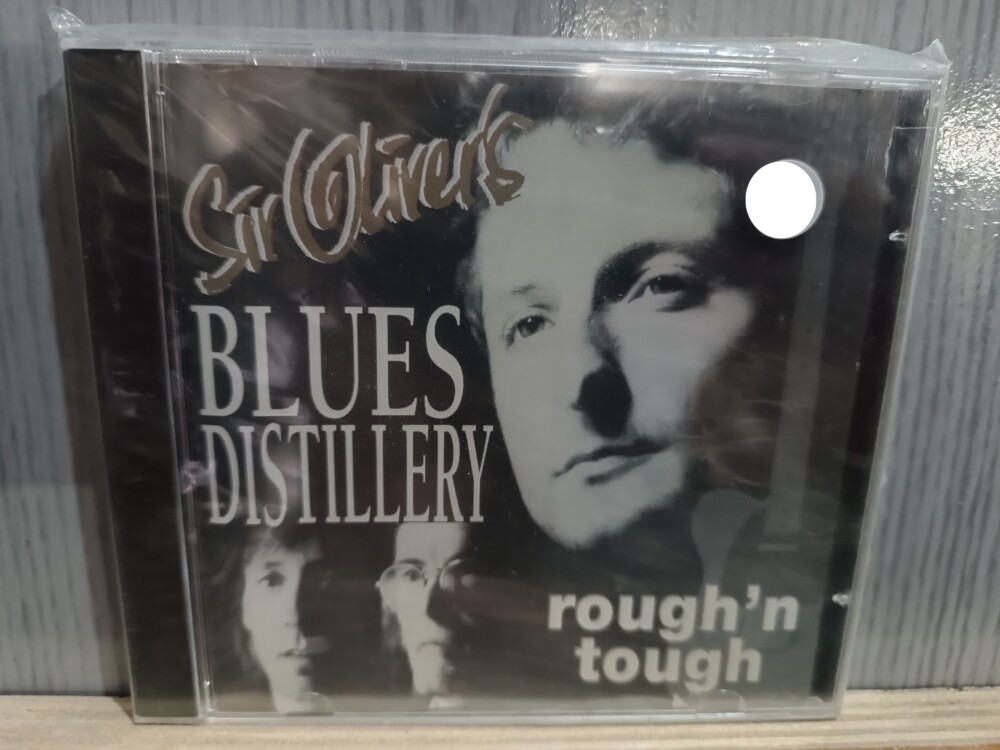 Sir Oliver's
BLUES
DISTILLERY
rough'n
tough